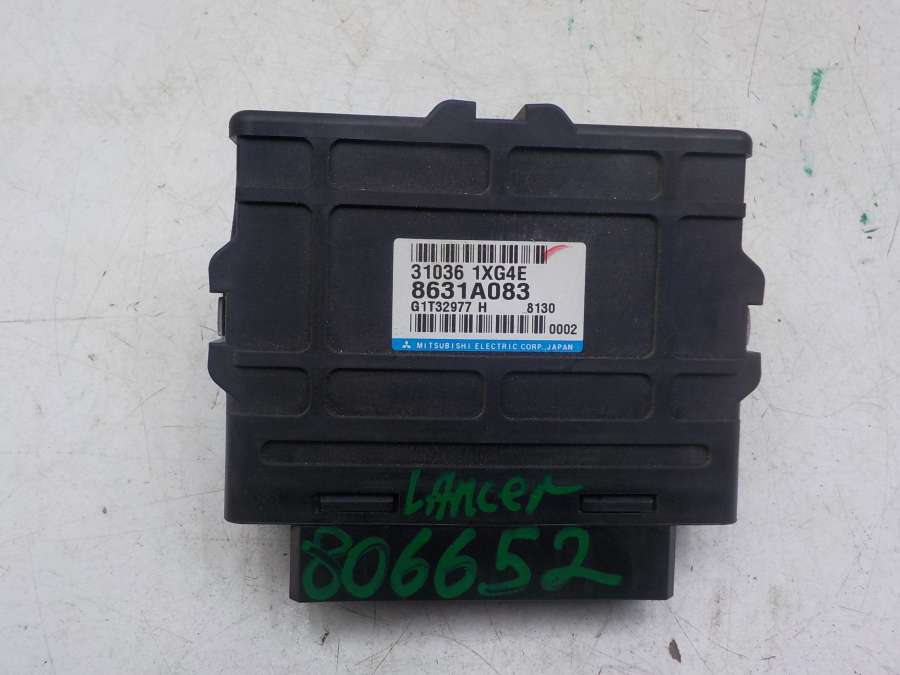 31036 1XG4E
8631A083
G1T32977 H 8130
0002
MITSUBISHI ELECTRIC CORP., JAPAN
LANCER
806652